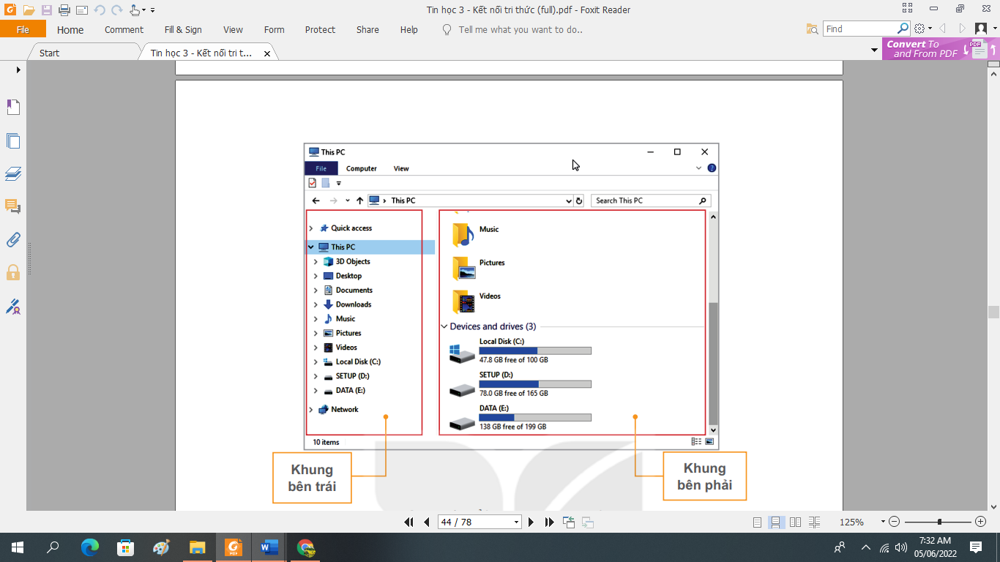 Tin học 3 - Kết nối tri thức (full).pdf - Foxit Reader
File Home Comment Fill & Sign View Form Protect Share Help Tell me what you want to do.. Find
Start Tin học 3 - Kết nối tri t... Convert To
and From PDF
PDF
This PC
File Computer View
This PC Search This PC
Quick access
This PC
3D Objects
Desktop
Documents
Downloads
Music
Pictures
Videos
Local Disk (C:)
SETUP (D:)
DATA (E:)
Network
Music
Pictures
Videos
Devices and drives (3)
Local Disk (C:)
47.8 GB free of 100 GB
SETUP (D:)
78.0 GB free of 165 GB
DATA (E:)
138 GB free of 199 GB
10 items
Khung
bên trái
Khung
bên phải
44 / 78 125%
7:32 AM
05/06/2022